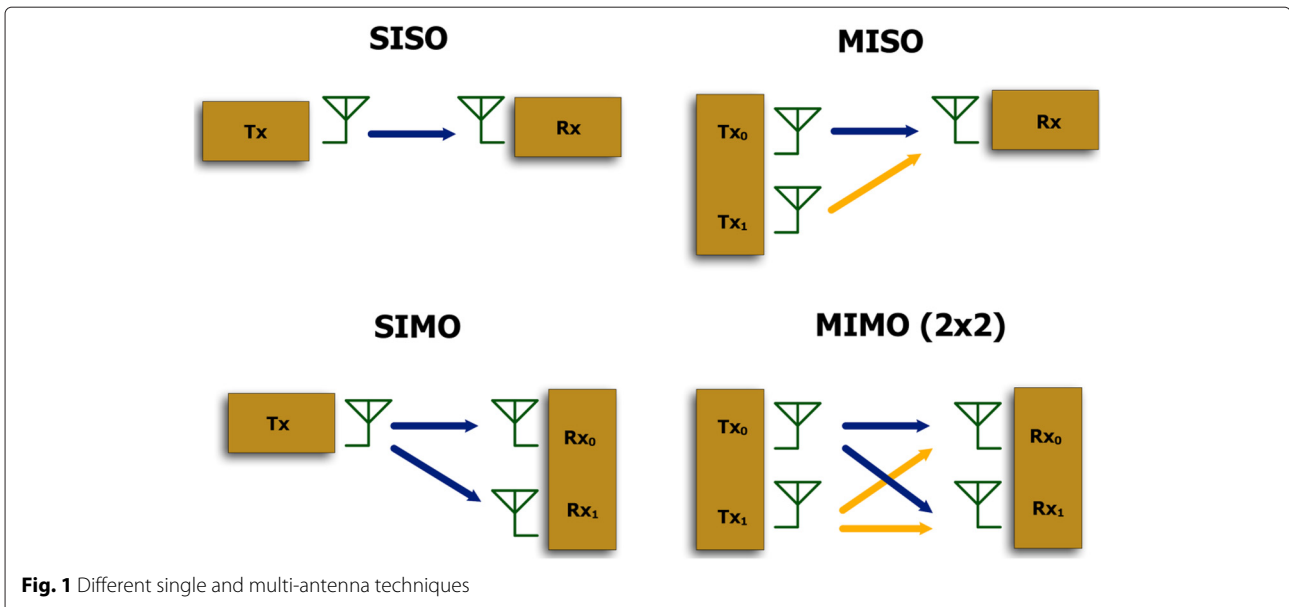 SISO
Tx
Rx
MISO
Tx₀
Tx₁
Rx
SIMO
Tx
Rx₀
Rx₁
MIMO (2x2)
Tx₀
Tx₁
Rx₀
Rx₁
Fig. 1 Different single and multi-antenna techniques